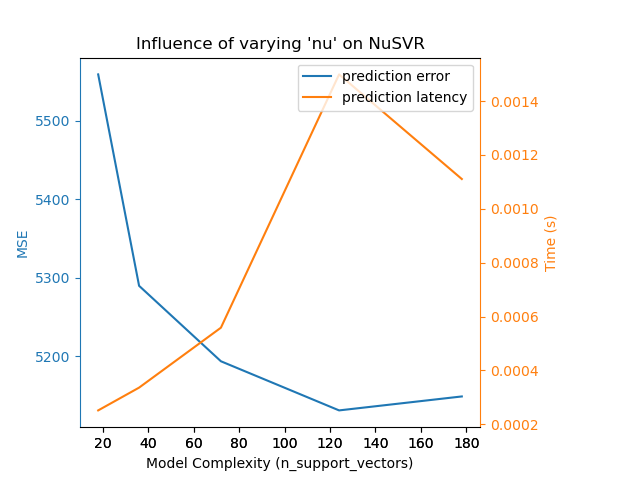 Influence of varying 'nu' on NuSVR
prediction error
prediction latency
MSE
5500
5400
5300
5200
0.0014
0.0012
0.0010
0.0008
0.0006
0.0004
0.0002
Time (s)
20 40 60 80 100 120 140 160 180
Model Complexity (n_support_vectors)